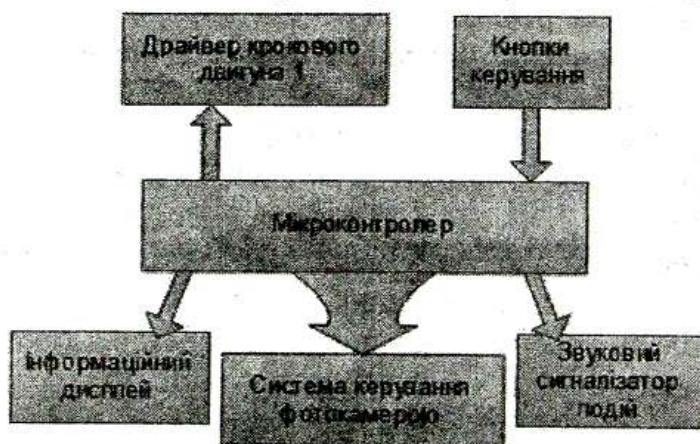 Драйвер крокового
двигуна 1
Кнопки
керування
Мікроконтролер
Інформаційний
дисплей
Система керування
фотокамерою
Звуковий
сигналізатор
подій